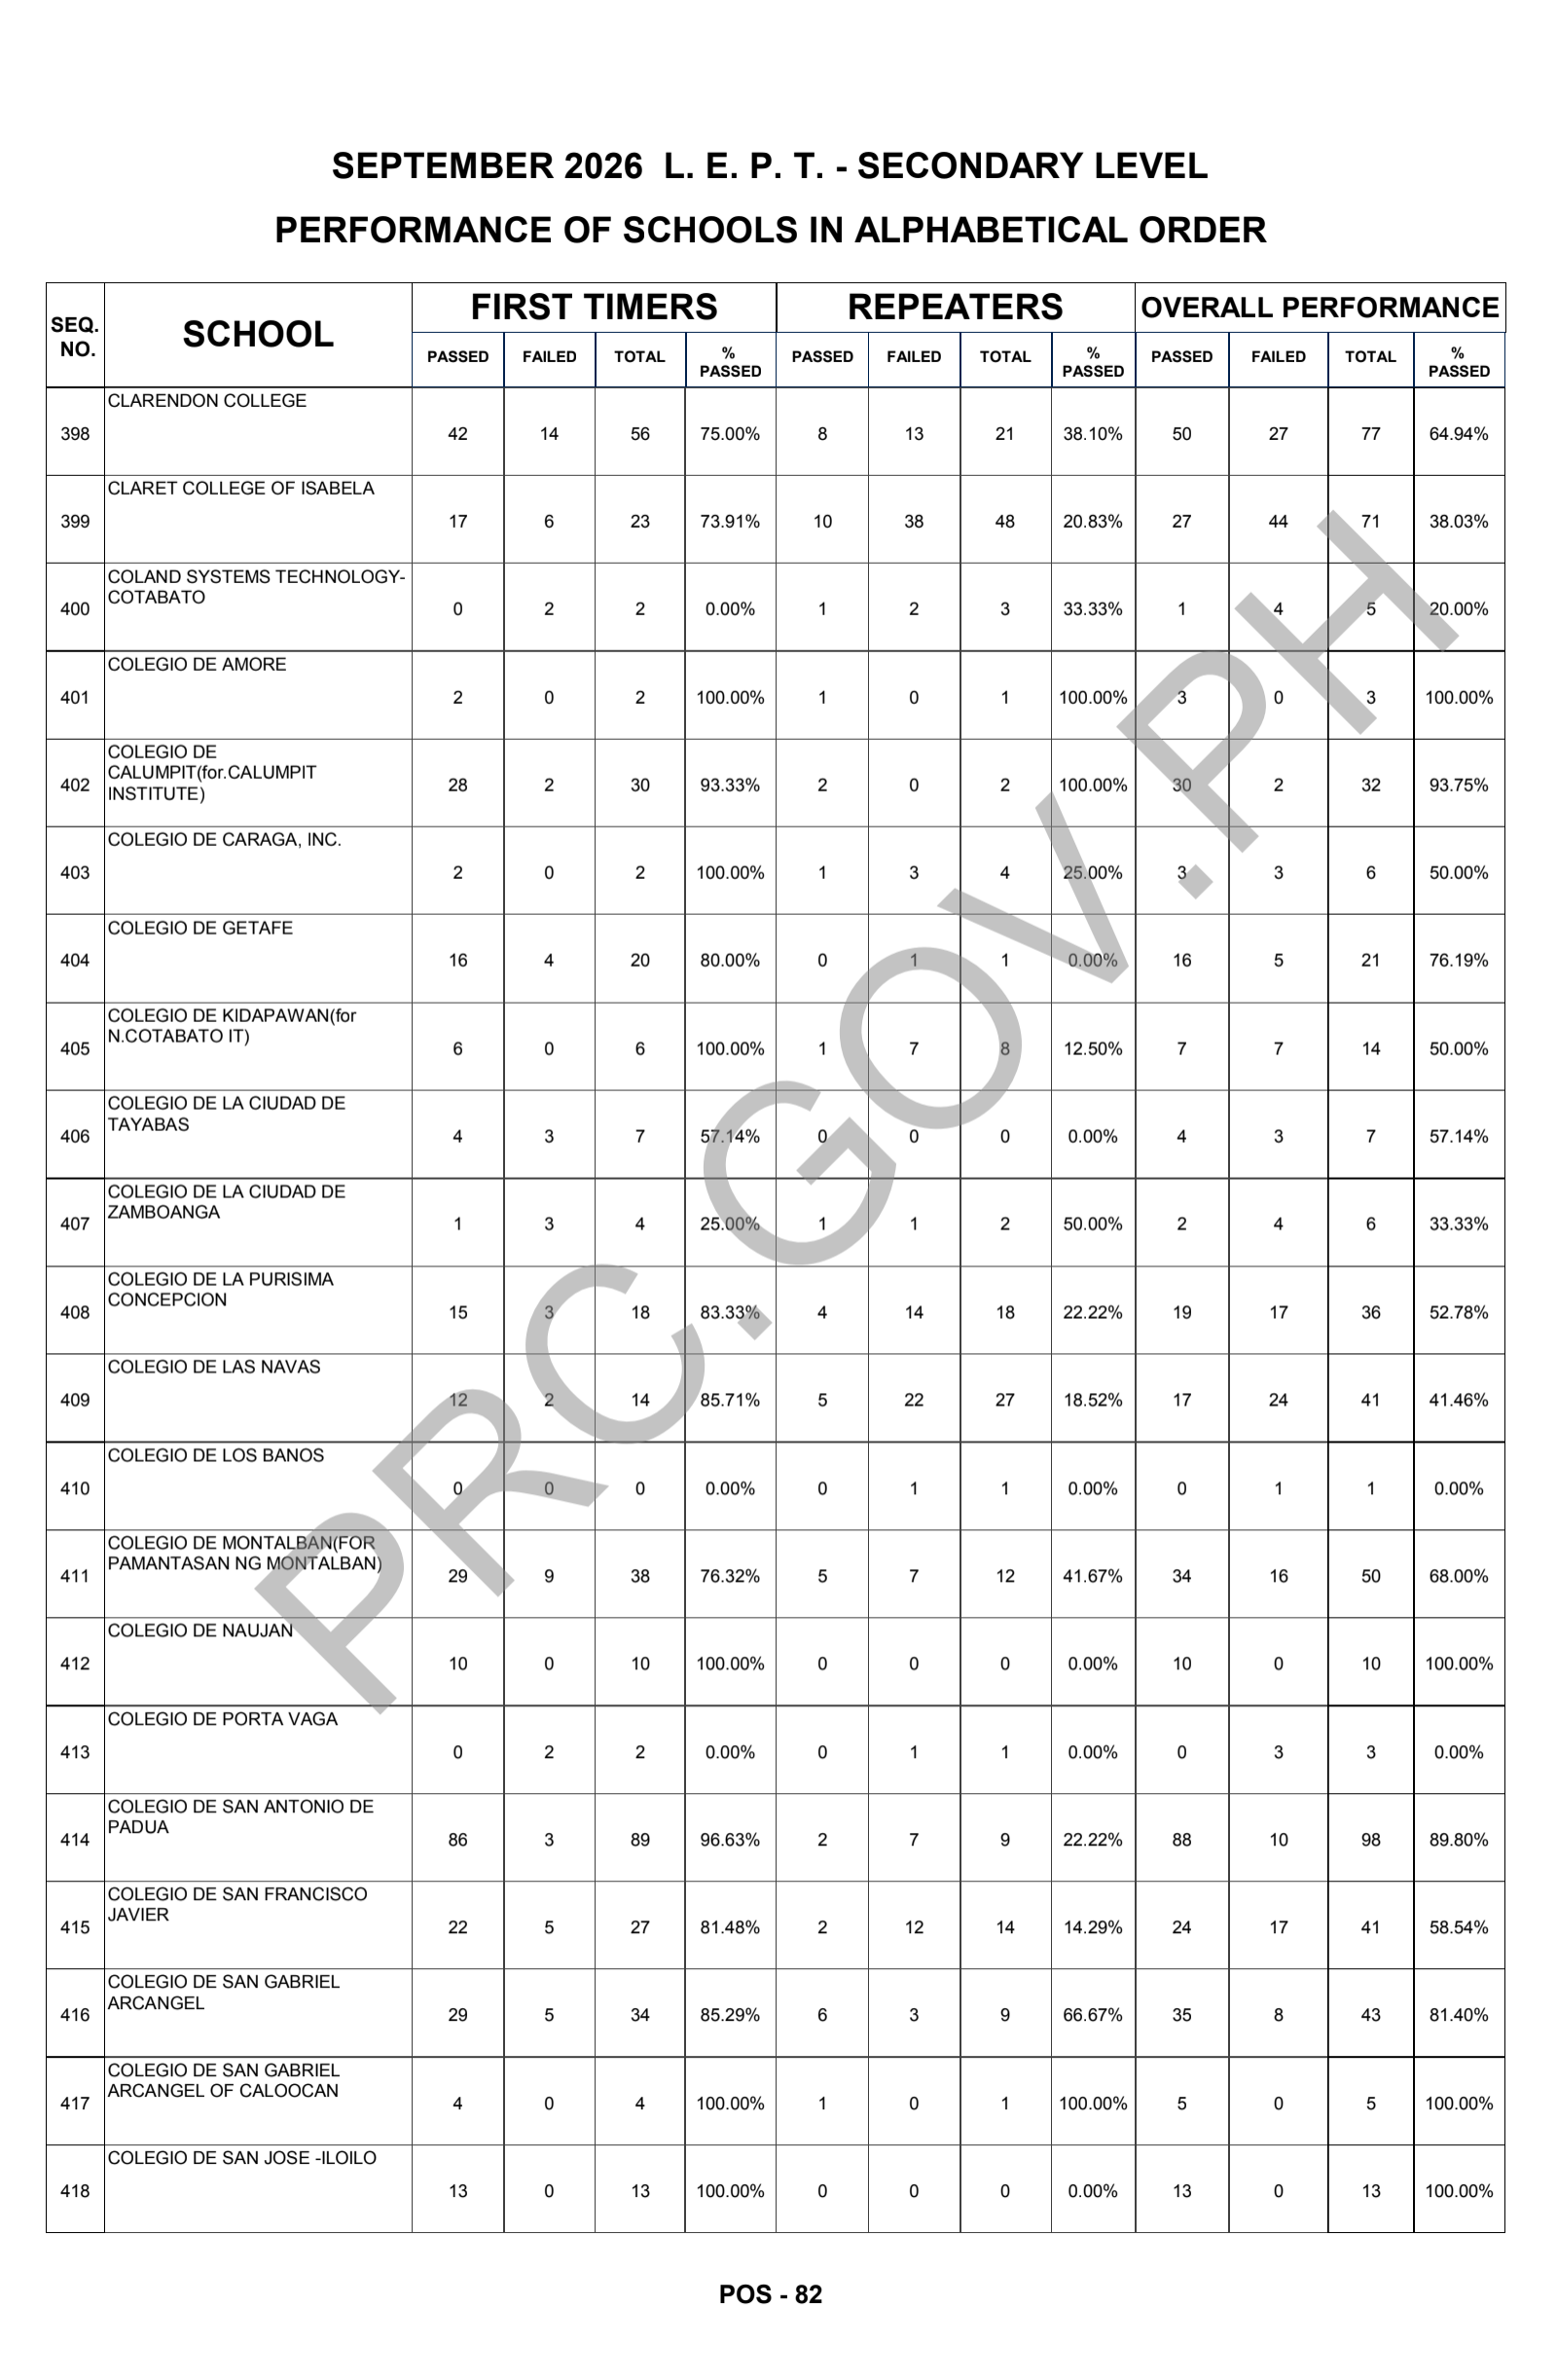 SEPTEMBER 2026 L. E. P. T. - SECONDARY LEVEL
PERFORMANCE OF SCHOOLS IN ALPHABETICAL ORDER
SEQ. NO. SCHOOL FIRST TIMERS REPEATERS OVERALL PERFORMANCE
PASSED FAILED TOTAL % PASSED PASSED FAILED TOTAL % PASSED PASSED FAILED TOTAL % PASSED
398 CLARENDON COLLEGE 42 14 56 75.00% 8 13 21 38.10% 50 27 77 64.94%
399 CLARET COLLEGE OF ISABELA 17 6 23 73.91% 10 38 48 20.83% 27 44 71 38.03%
400 COLAND SYSTEMS TECHNOLOGY-COTABATO 0 2 2 0.00% 1 2 3 33.33% 1 4 5 20.00%
401 COLEGIO DE AMORE 2 0 2 100.00% 1 0 1 100.00% 3 0 3 100.00%
402 COLEGIO DE CALUMPIT(for.CALUMPIT INSTITUTE) 28 2 30 93.33% 2 0 2 100.00% 30 2 32 93.75%
403 COLEGIO DE CARAGA, INC. 2 0 2 100.00% 1 3 4 25.00% 3 3 6 50.00%
404 COLEGIO DE GETAFE 16 4 20 80.00% 0 1 1 0.00% 16 5 21 76.19%
405 COLEGIO DE KIDAPAWAN(for N.COTABATO IT) 6 0 6 100.00% 1 7 8 12.50% 7 7 14 50.00%
406 COLEGIO DE LA CIUDAD DE TAYABAS 4 3 7 57.14% 0 0 0 0.00% 4 3 7 57.14%
407 COLEGIO DE LA CIUDAD DE ZAMBOANGA 1 3 4 25.00% 1 1 2 50.00% 2 4 6 33.33%
408 COLEGIO DE LA PURISIMA CONCEPCION 15 3 18 83.33% 4 14 18 22.22% 19 17 36 52.78%
409 COLEGIO DE LAS NAVAS 12 2 14 85.71% 5 22 27 18.52% 17 24 41 41.46%
410 COLEGIO DE LOS BANOS 0 0 0 0.00% 0 1 1 0.00% 0 1 1 0.00%
411 COLEGIO DE MONTALBAN(FOR PAMANTASAN NG MONTALBAN) 29 9 38 76.32% 5 7 12 41.67% 34 16 50 68.00%
412 COLEGIO DE NAUJAN 10 0 10 100.00% 0 0 0 0.00% 10 0 10 100.00%
413 COLEGIO DE PORTA VAGA 0 2 2 0.00% 0 1 1 0.00% 0 3 3 0.00%
414 COLEGIO DE SAN ANTONIO DE PADUA 86 3 89 96.63% 2 7 9 22.22% 88 10 98 89.80%
415 COLEGIO DE SAN FRANCISCO JAVIER 22 5 27 81.48% 2 12 14 14.29% 24 17 41 58.54%
416 COLEGIO DE SAN GABRIEL ARCANGEL 29 5 34 85.29% 6 3 9 66.67% 35 8 43 81.40%
417 COLEGIO DE SAN GABRIEL ARCANGEL OF CALOOCAN 4 0 4 100.00% 1 0 1 100.00% 5 0 5 100.00%
418 COLEGIO DE SAN JOSE -ILOILO 13 0 13 100.00% 0 0 0 0.00% 13 0 13 100.00%
PRC.GOV.PH
POS - 82